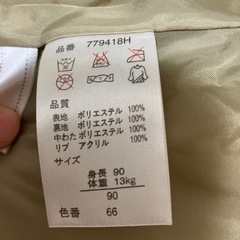 品番 779418H
品質
表地 ポリエステル 100%
裏地 ポリエステル 100%
中わた ポリエステル 100%
リブ アクリル 100%
サイズ
身長 90
体重 13kg
90
色番 66